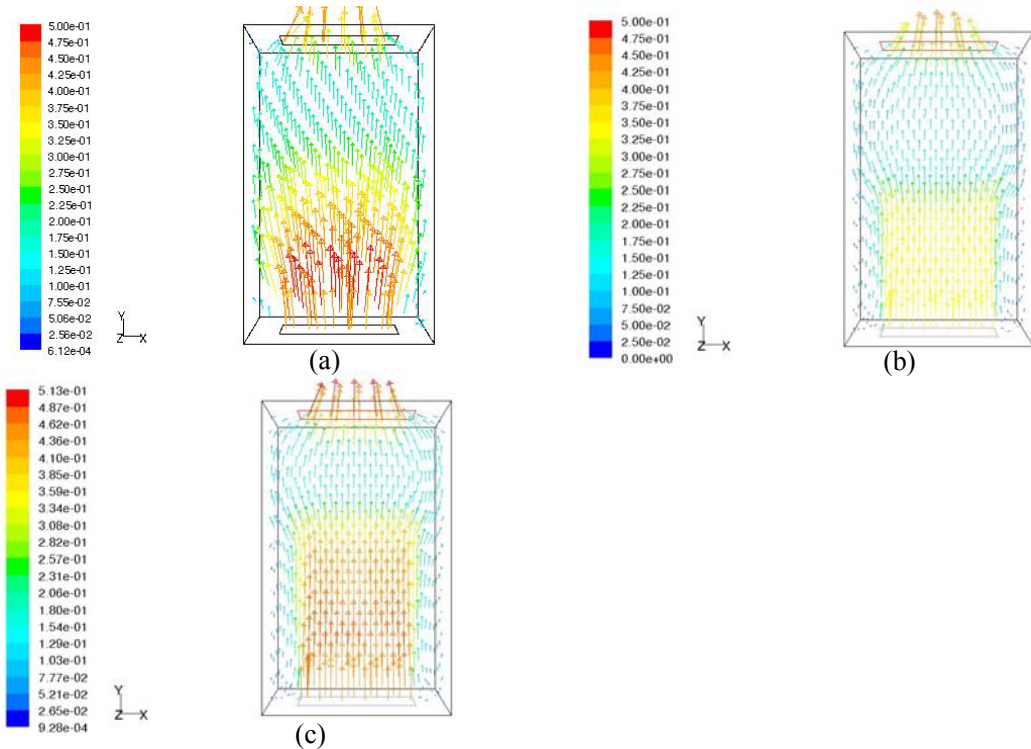 5.00e-01
4.75e-01
4.50e-01
4.25e-01
4.00e-01
3.75e-01
3.50e-01
3.25e-01
3.00e-01
2.75e-01
2.50e-01
2.25e-01
2.00e-01
1.75e-01
1.50e-01
1.25e-01
1.00e-01
7.55e-02
5.06e-02
2.56e-02
6.12e-04
Y
Z X
(a)
5.00e-01
4.75e-01
4.50e-01
4.25e-01
4.00e-01
3.75e-01
3.50e-01
3.25e-01
3.00e-01
2.75e-01
2.50e-01
2.25e-01
2.00e-01
1.75e-01
1.50e-01
1.25e-01
1.00e-01
7.50e-02
5.00e-02
2.50e-02
0.00e+00
Y
Z X
(b)
5.13e-01
4.87e-01
4.62e-01
4.36e-01
4.10e-01
3.85e-01
3.59e-01
3.34e-01
3.08e-01
2.82e-01
2.57e-01
2.31e-01
2.06e-01
1.80e-01
1.54e-01
1.29e-01
1.03e-01
7.77e-02
5.21e-02
2.65e-02
9.28e-04
Y
Z X
(c)